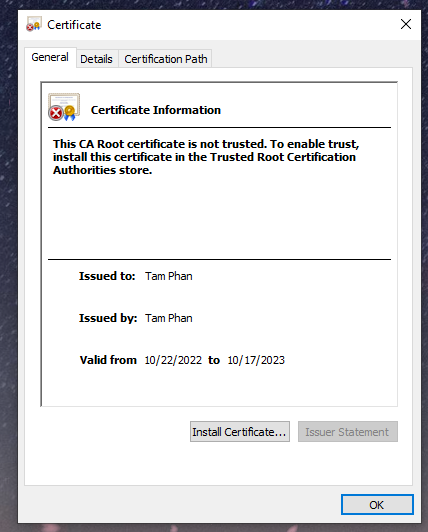 Certificate
General
Details
Certification Path
Certificate Information
This CA Root certificate is not trusted. To enable trust,
install this certificate in the Trusted Root Certification
Authorities store.
Issued to: Tam Phan
Issued by: Tam Phan
Valid from 10/22/2022 to 10/17/2023
Install Certificate...
Issuer Statement
OK